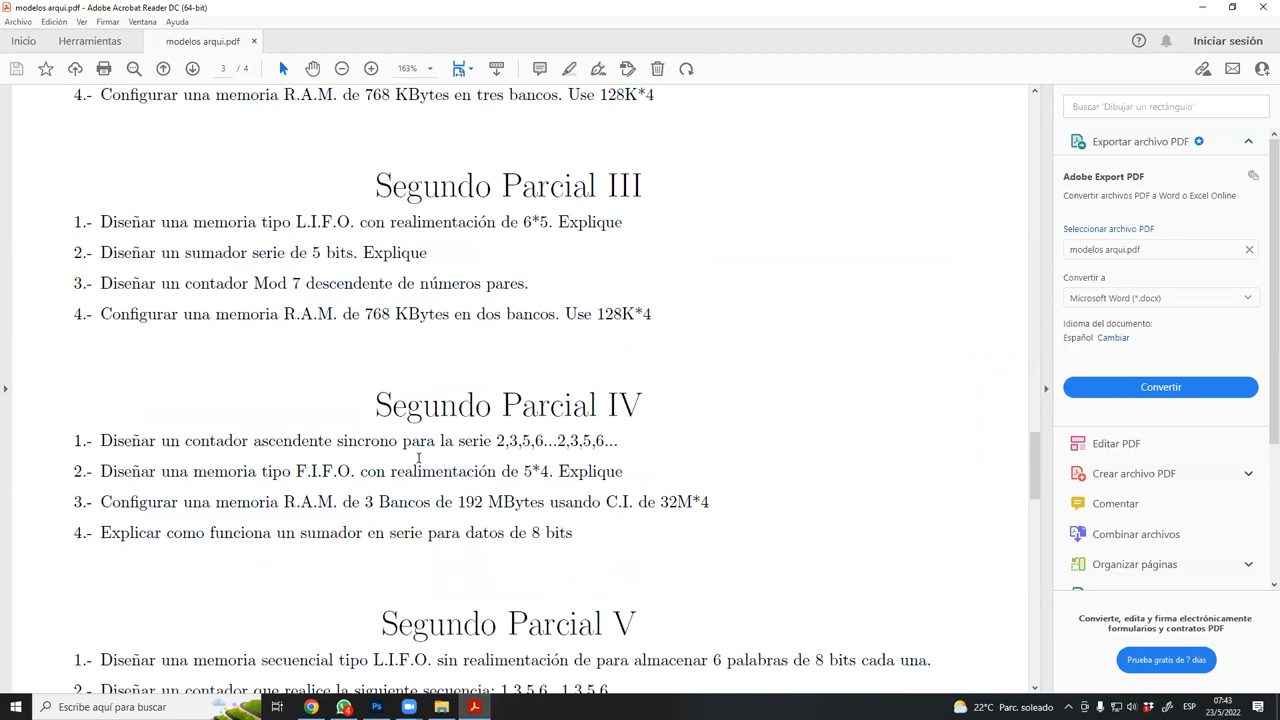 modelos arqui.pdf - Adobe Acrobat Reader DC (64-bit)
Archivo Edición Ver Firmar Ventana Ayuda
Inicio Herramientas modelos arqui.pdf × Iniciar sesión
3 / 4 163%
4.- Configurar una memoria R.A.M. de 768 KBytes en tres bancos. Use 128K*4
Segundo Parcial III
1.- Diseñar una memoria tipo L.I.F.O. con realimentación de 6*5. Explique
2.- Diseñar un sumador serie de 5 bits. Explique
3.- Diseñar un contador Mod 7 descendente de números pares.
4.- Configurar una memoria R.A.M. de 768 KBytes en dos bancos. Use 128K*4
Segundo Parcial IV
1.- Diseñar un contador ascendente sincrono para la serie 2,3,5,6...2,3,5,6...
2.- Diseñar una memoria tipo F.I.F.O. con realimentación de 5*4. Explique
3.- Configurar una memoria R.A.M. de 3 Bancos de 192 MBytes usando C.I. de 32M*4
4.- Explicar como funciona un sumador en serie para datos de 8 bits
Segundo Parcial V
1.- Diseñar una memoria secuencial tipo L.I.F.O. sin realimentación de para almacenar 6 palabras de 8 bits cada una.
2.- Diseñar un contador que realice la siguiente secuencia: 1,3,5,6...1,3,5,6...
Buscar 'Dibujar un rectángulo'
Exportar archivo PDF
Adobe Export PDF
Convertir archivos PDF a Word o Excel Online
Seleccionar archivo PDF
modelos arqui.pdf
Convertir a
Microsoft Word (*.docx)
Idioma del documento:
Español Cambiar
Convertir
Editar PDF
Crear archivo PDF
Comentar
Combinar archivos
Organizar páginas
Convierte, edita y firma electrónicamente
formularios y contratos PDF
Prueba gratis de 7 días
Escribe aquí para buscar
22°C Parc. soleado
ESP
07:43
23/5/2022